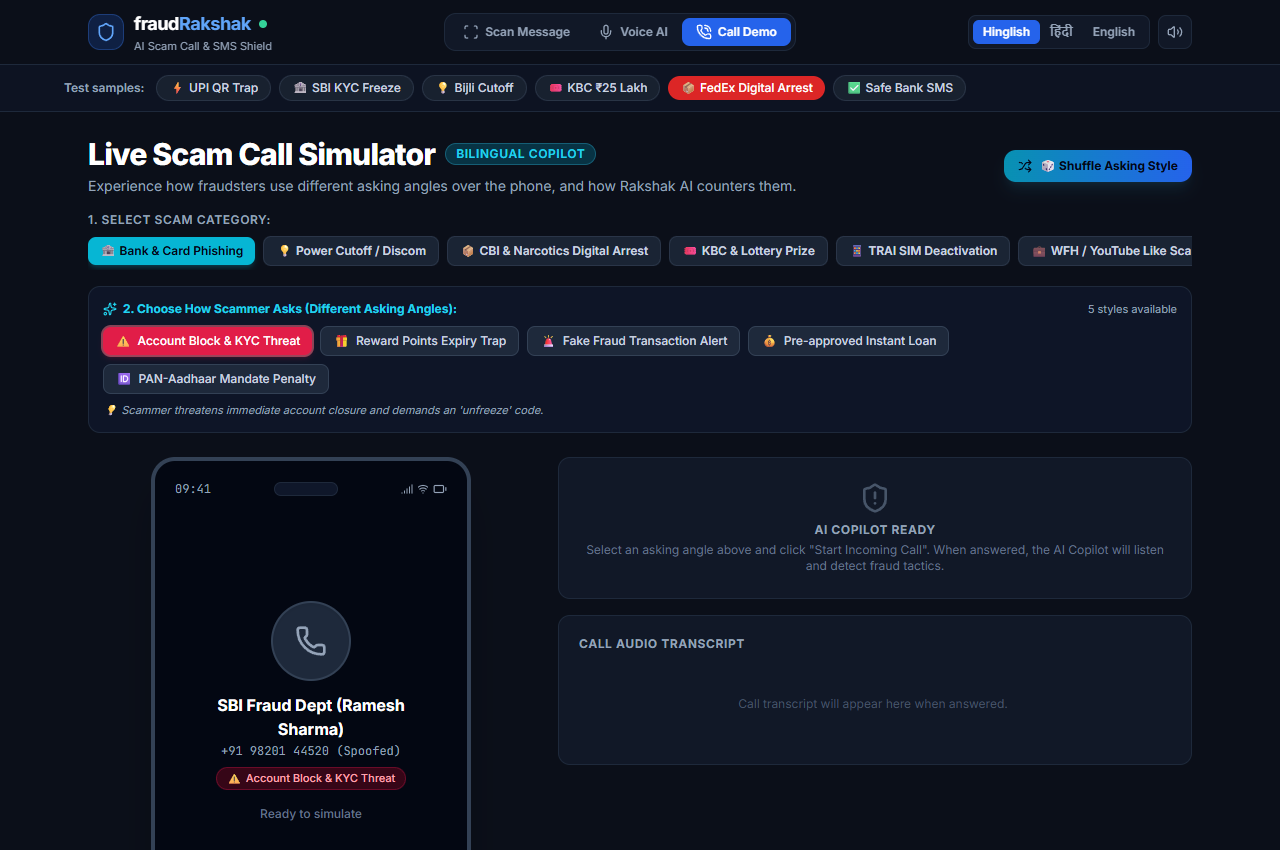 fraudRakshak
AI Scam Call & SMS Shield
Scan Message
Voice AI
Call Demo
Hinglish
हिंदी
English
Test samples:
UPI QR Trap
SBI KYC Freeze
Bijli Cutoff
KBC ₹25 Lakh
FedEx Digital Arrest
Safe Bank SMS
Live Scam Call Simulator
BILINGUAL COPILOT
Experience how fraudsters use different asking angles over the phone, and how Rakshak AI counters them.
Shuffle Asking Style
1. SELECT SCAM CATEGORY:
Bank & Card Phishing
Power Cutoff / Discom
CBI & Narcotics Digital Arrest
KBC & Lottery Prize
TRAI SIM Deactivation
WFH / YouTube Like Sca
2. Choose How Scammer Asks (Different Asking Angles):
5 styles available
Account Block & KYC Threat
Reward Points Expiry Trap
Fake Fraud Transaction Alert
Pre-approved Instant Loan
PAN-Aadhaar Mandate Penalty
Scammer threatens immediate account closure and demands an 'unfreeze' code.
09:41
SBI Fraud Dept (Ramesh
Sharma)
+91 98201 44520 (Spoofed)
Account Block & KYC Threat
Ready to simulate
AI COPILOT READY
Select an asking angle above and click "Start Incoming Call". When answered, the AI Copilot will listen
and detect fraud tactics.
CALL AUDIO TRANSCRIPT
Call transcript will appear here when answered.